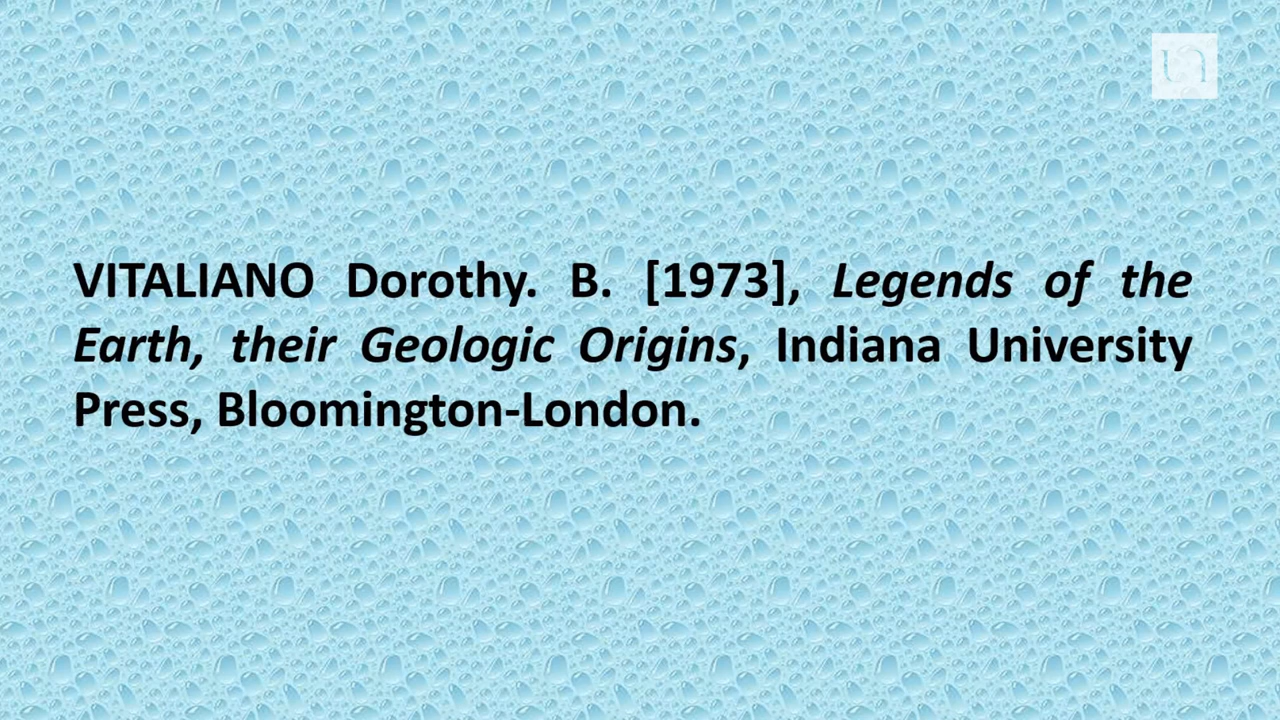 VITALIANO Dorothy. B. [1973], Legends of the
Earth, their Geologic Origins, Indiana University
Press, Bloomington-London.